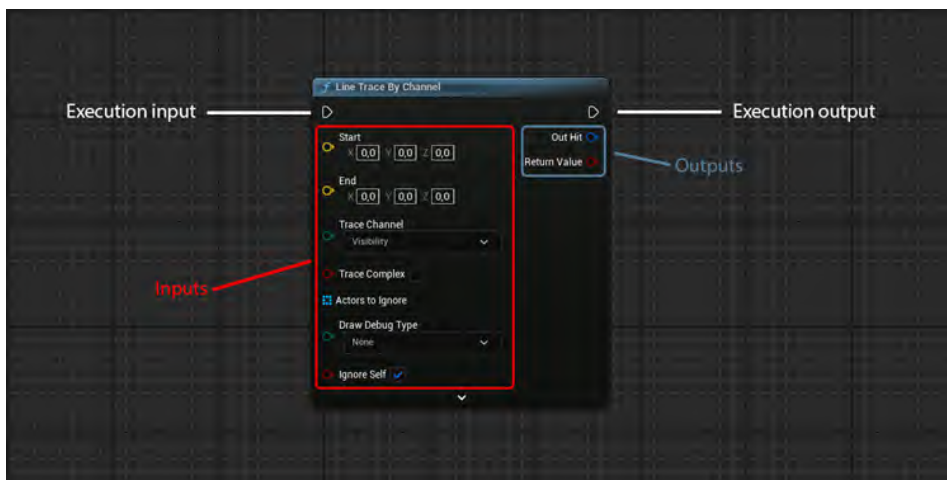 Line Trace By Channel
Execution input
Execution output
Start
X 0,0 Y 0,0 Z 0,0
Out Hit
Return Value
Outputs
End
X 0,0 Y 0,0 Z 0,0
Trace Channel
Visibility
Trace Complex
Inputs
Actors to Ignore
Draw Debug Type
None
Ignore Self